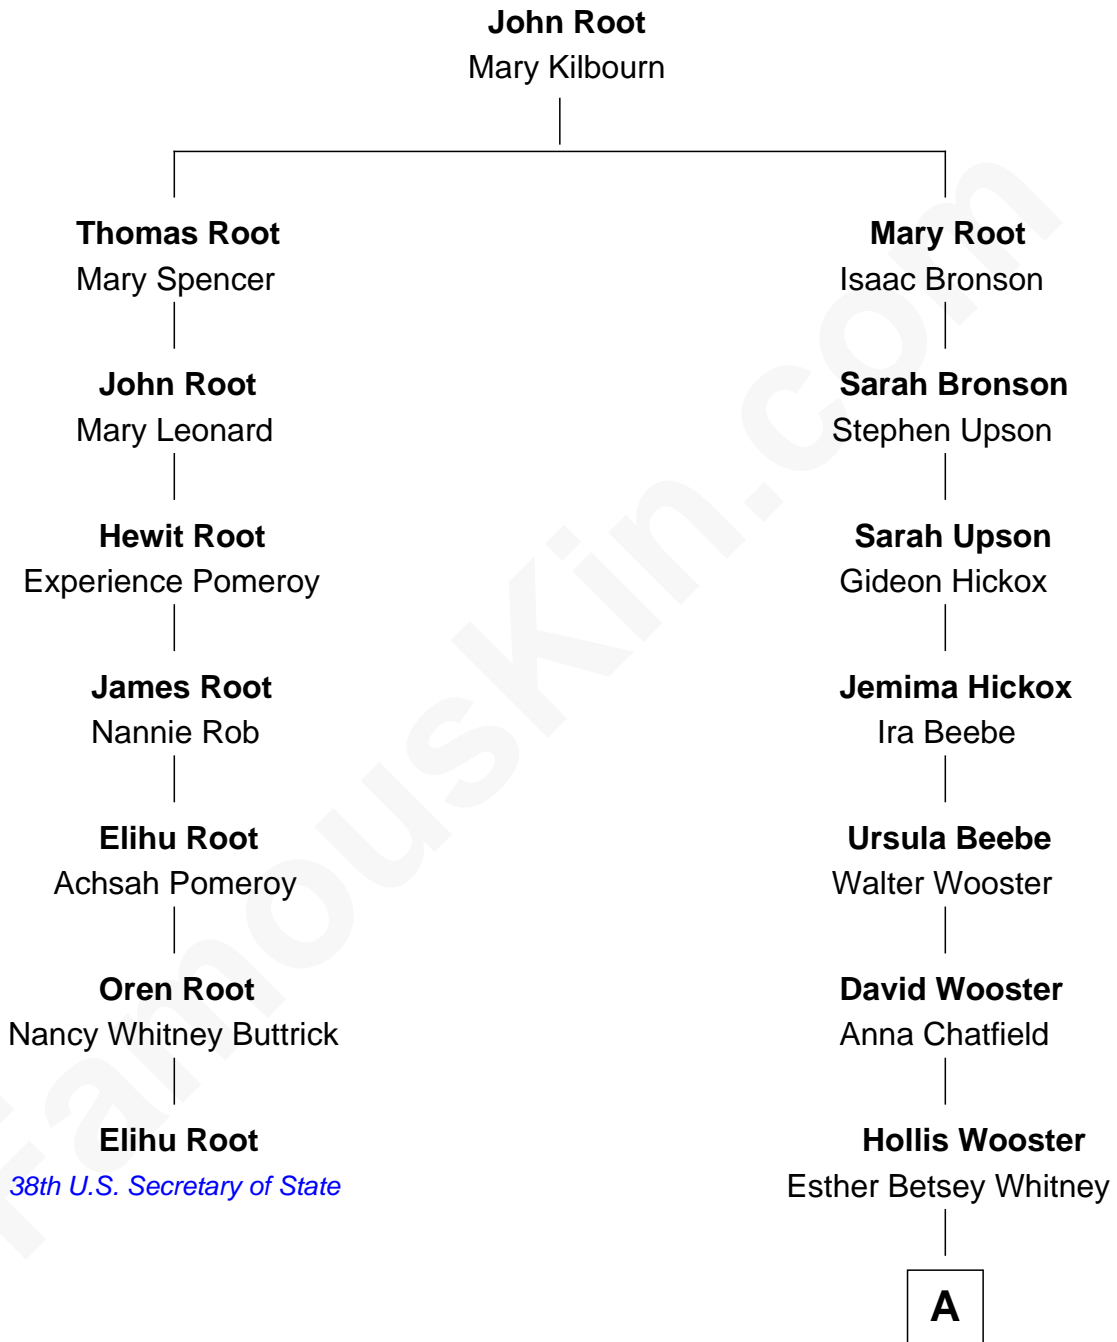 John Root
Mary Kilbourn
Thomas Root
Mary Spencer
Mary Root
Isaac Bronson
John Root
Mary Leonard
Sarah Bronson
Stephen Upson
Hewit Root
Experience Pomeroy
Sarah Upson
Gideon Hickox
James Root
Nannie Rob
Jemima Hickox
Ira Beebe
Elihu Root
Achsah Pomeroy
Ursula Beebe
Walter Wooster
Oren Root
Nancy Whitney Buttrick
David Wooster
Anna Chatfield
Elihu Root
38th U.S. Secretary of State
Hollis Wooster
Esther Betsey Whitney
A
FamousKin.com